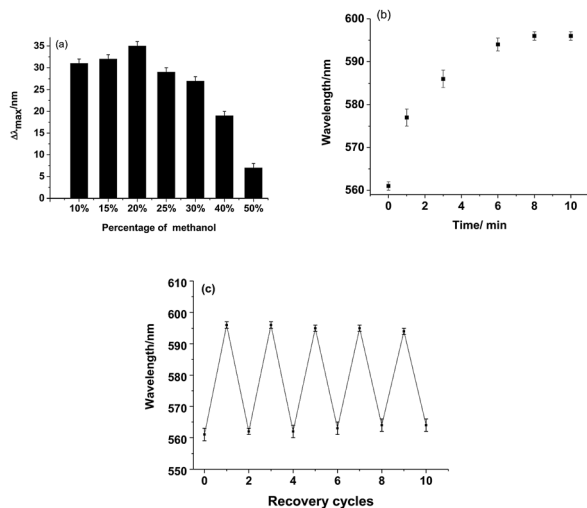 (a)
35
30
25
20
15
10
5
0
Δλmax/nm
10% 15% 20% 25% 30% 40% 50%
Percentage of methanol
(b)
600
590
580
570
560
Wavelength/nm
0 2 4 6 8 10
Time/ min
(c)
610
600
590
580
570
560
550
Wavelength/nm
0 2 4 6 8 10
Recovery cycles